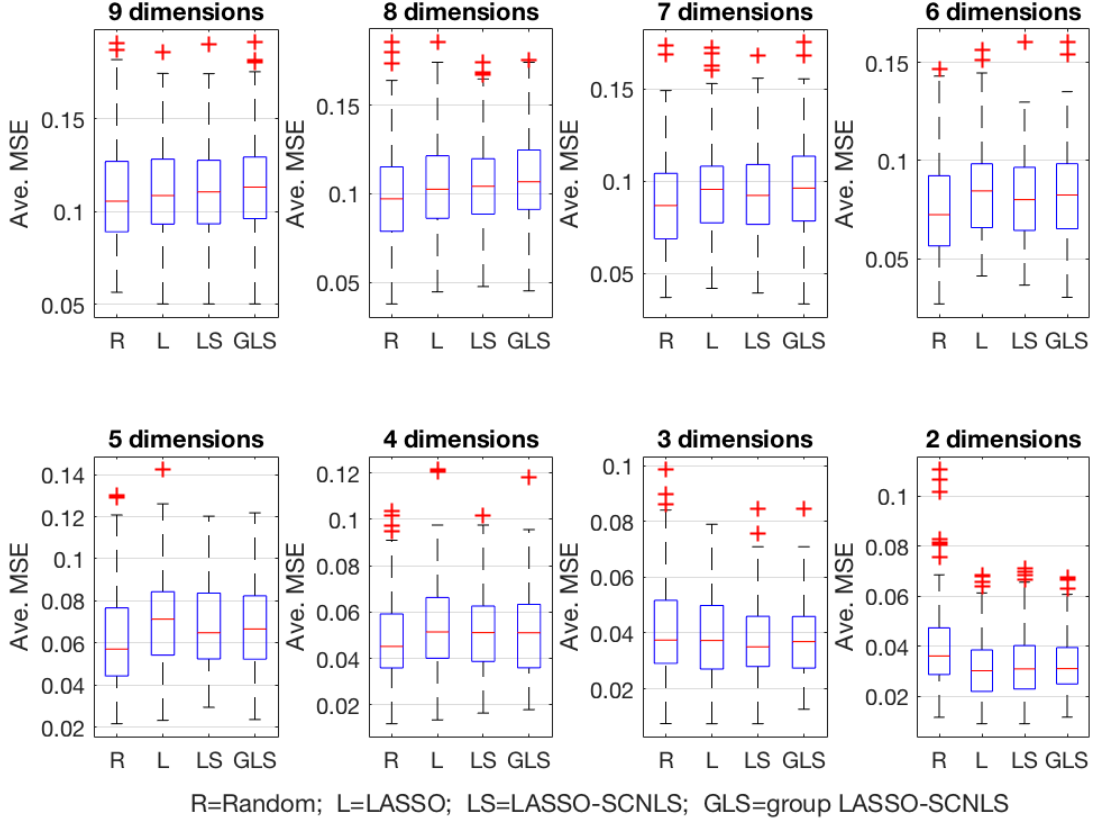 9 dimensions
8 dimensions
7 dimensions
6 dimensions
Ave. MSE
0.15
0.1
0.05
R L LS GLS
Ave. MSE
0.15
0.1
0.05
R L LS GLS
Ave. MSE
0.15
0.1
0.05
R L LS GLS
Ave. MSE
0.15
0.1
0.05
R L LS GLS
5 dimensions
4 dimensions
3 dimensions
2 dimensions
Ave. MSE
0.14
0.12
0.1
0.08
0.06
0.04
0.02
R L LS GLS
Ave. MSE
0.12
0.1
0.08
0.06
0.04
0.02
R L LS GLS
Ave. MSE
0.1
0.08
0.06
0.04
0.02
R L LS GLS
Ave. MSE
0.1
0.08
0.06
0.04
0.02
R L LS GLS
R=Random; L=LASSO; LS=LASSO-SCNLS; GLS=group LASSO-SCNLS